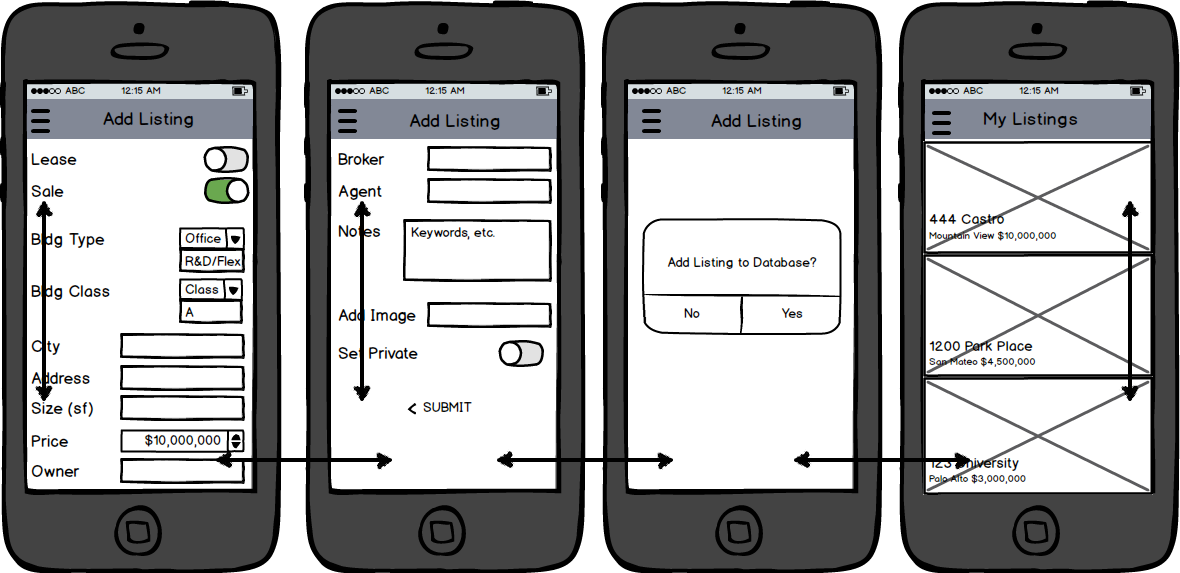 ABC 12:15 AM
Add Listing
Lease
Sale
Bldg Type Office
R&D/Flex
Bldg Class Class
A
City
Address
Size (sf)
Price $10,000,000
Owner
ABC 12:15 AM
Add Listing
Broker
Agent
Notes Keywords, etc.
Add Image
Set Private
< SUBMIT
ABC 12:15 AM
Add Listing
Add Listing to Database?
No Yes
ABC 12:15 AM
My Listings
444 Castro
Mountain View $10,000,000
1200 Park Place
San Mateo $4,500,000
123 University
Palo Alto $3,000,000